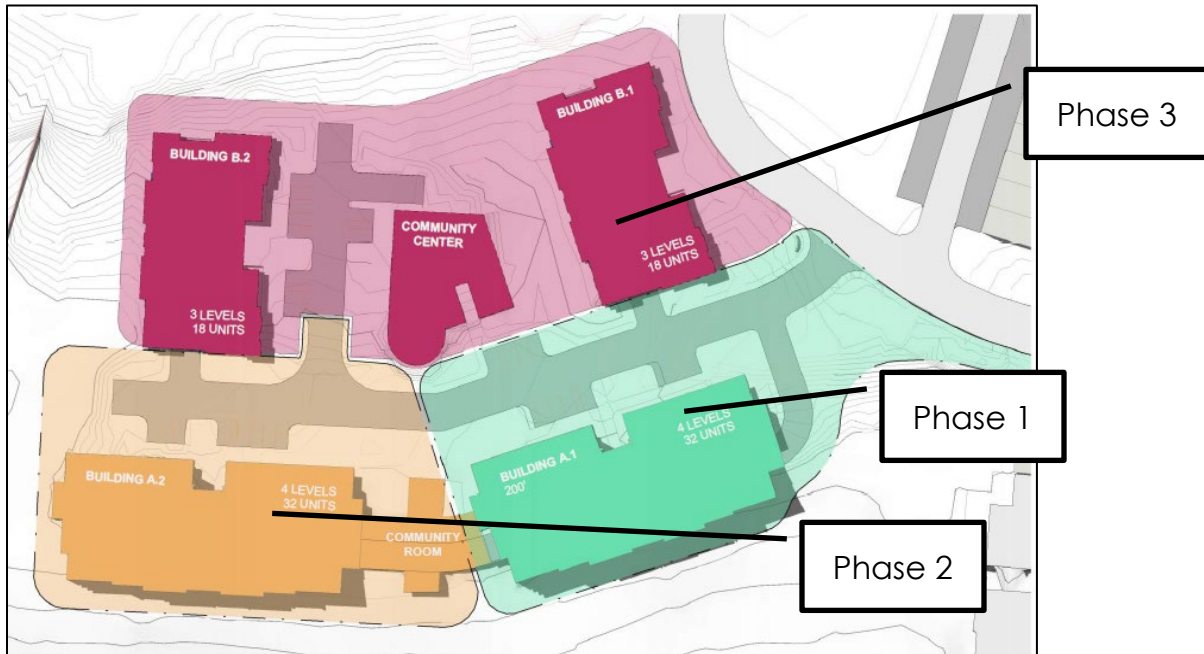 BUILDING B.1
Phase 3
BUILDING B.2
COMMUNITY
CENTER
3 LEVELS
18 UNITS
3 LEVELS
18 UNITS
Phase 1
4 LEVELS
32 UNITS
BUILDING A.1
200'
BUILDING A.2
4 LEVELS
32 UNITS
COMMUNITY
ROOM
Phase 2